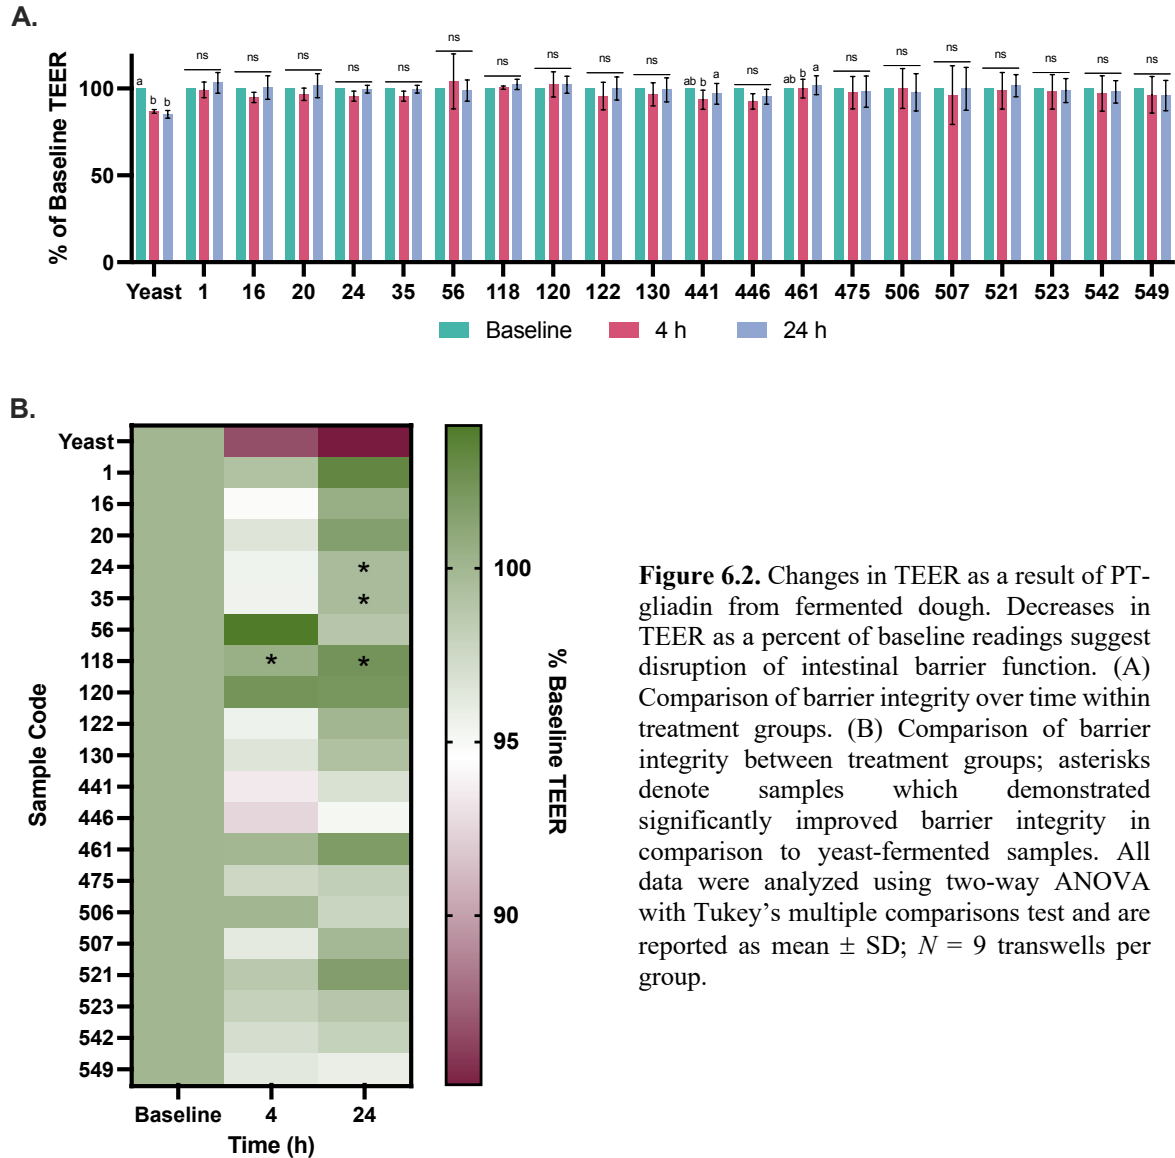 A.
% of Baseline TEER
100
50
0
a b b ns ns ns ns ns ns ns ns ns ns ab b a ns ab b a ns ns ns ns ns ns ns
Yeast 1 16 20 24 35 56 118 120 122 130 441 446 461 475 506 507 521 523 542 549
Baseline 4 h 24 h
B.
Sample Code
Yeast
1
16
20
24 *
35 *
56
118 * *
120
122
130
441
446
461
475
506
507
521
523
542
549
Baseline 4 24
Time (h)
100
95
90
% Baseline TEER
Figure 6.2. Changes in TEER as a result of PT-
gliadin from fermented dough. Decreases in
TEER as a percent of baseline readings suggest
disruption of intestinal barrier function. (A)
Comparison of barrier integrity over time within
treatment groups. (B) Comparison of barrier
integrity between treatment groups; asterisks
denote samples which demonstrated
significantly improved barrier integrity in
comparison to yeast-fermented samples. All
data were analyzed using two-way ANOVA
with Tukey’s multiple comparisons test and are
reported as mean ± SD; N = 9 transwells per
group.